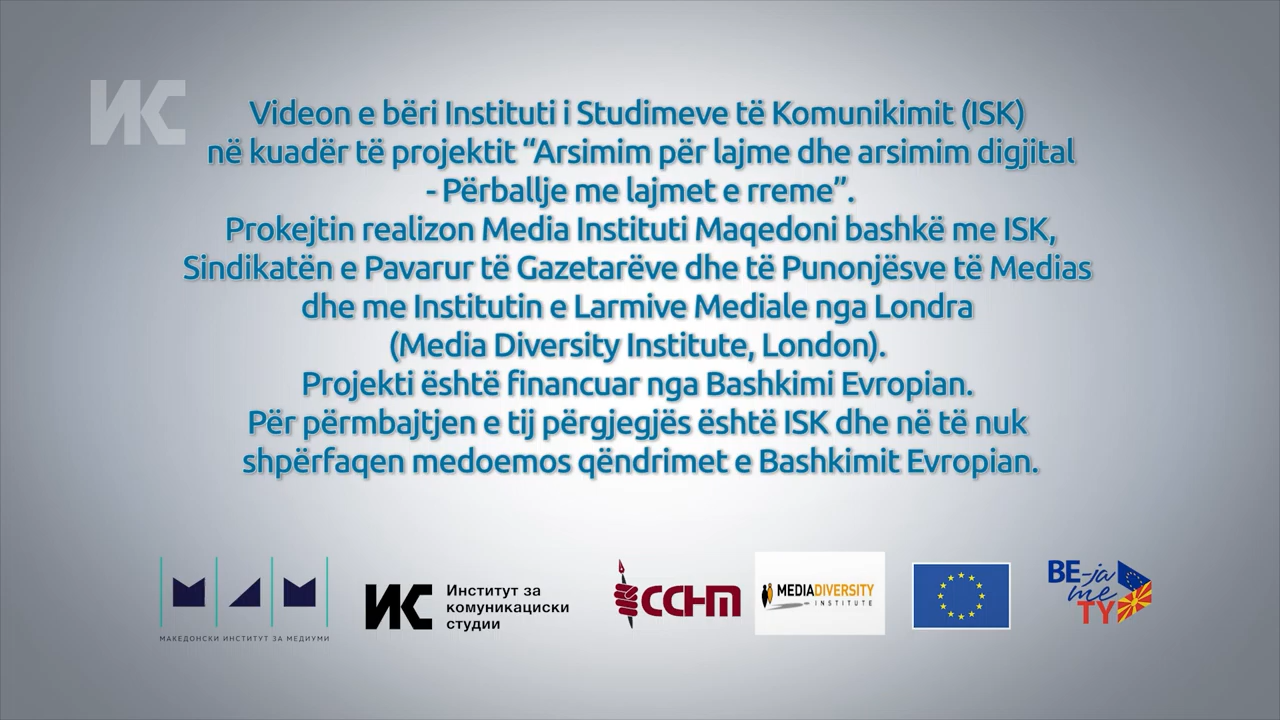 ИС
Videon e bëri Instituti i Studimeve të Komunikimit (ISK)
në kuadër të projektit “Arsimim për lajme dhe arsimim digjital
- Përballje me lajmet e rreme”.
Prokejtin realizon Media Instituti Maqedoni bashkë me ISK,
Sindikatën e Pavarur të Gazetarëve dhe të Punonjësve të Medias
dhe me Institutin e Larmive Mediale nga Londra
(Media Diversity Institute, London).
Projekti është financuar nga Bashkimi Evropian.
Për përmbajtjen e tij përgjegjës është ISK dhe në të nuk
shpërfaqen medoemos qëndrimet e Bashkimit Evropian.
МАКЕДОНСКИ ИНСТИТУТ ЗА МЕДИУМИ
ИС
Институт за
комуникациски
студии
ССНМ
MEDIADIVERSITY
INSTITUTE
BE-ja
me
TY